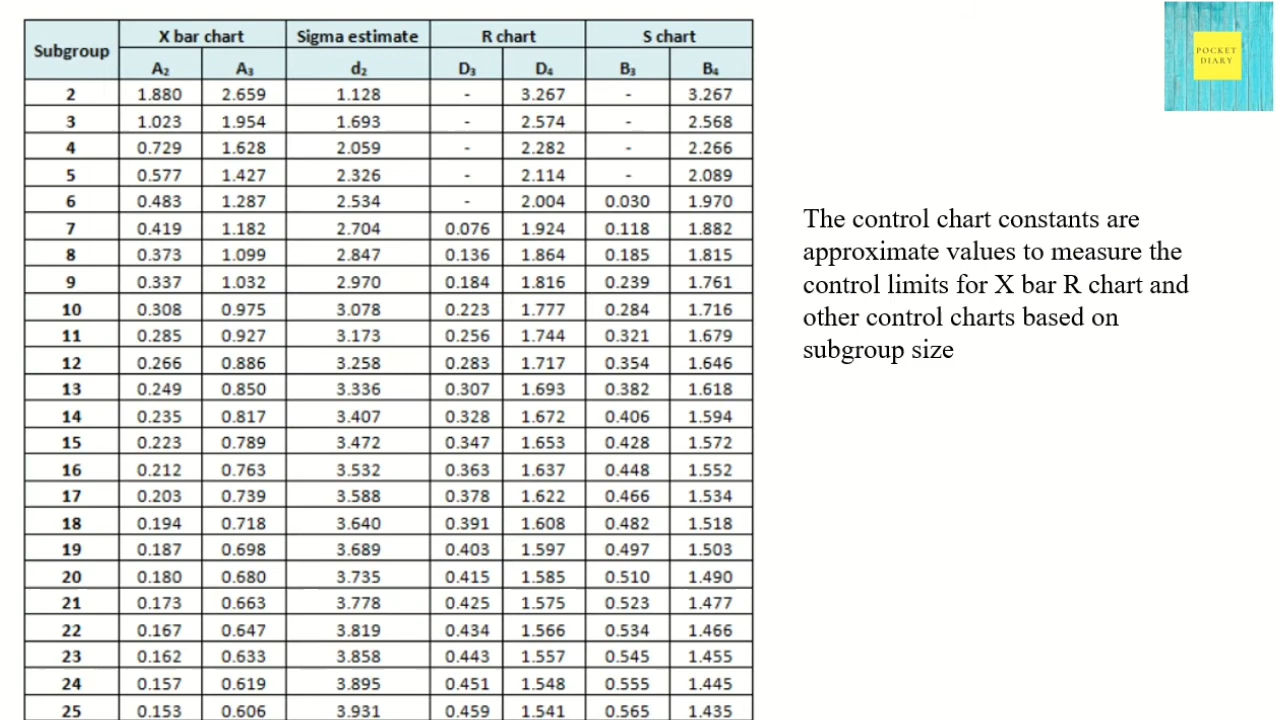 Subgroup X bar chart Sigma estimate R chart S chart
A₂ A₃ d₂ D₃ D₄ B₃ B₄
2 1.880 2.659 1.128 - 3.267 - 3.267
3 1.023 1.954 1.693 - 2.574 - 2.568
4 0.729 1.628 2.059 - 2.282 - 2.266
5 0.577 1.427 2.326 - 2.114 - 2.089
6 0.483 1.287 2.534 - 2.004 0.030 1.970
7 0.419 1.182 2.704 0.076 1.924 0.118 1.882
8 0.373 1.099 2.847 0.136 1.864 0.185 1.815
9 0.337 1.032 2.970 0.184 1.816 0.239 1.761
10 0.308 0.975 3.078 0.223 1.777 0.284 1.716
11 0.285 0.927 3.173 0.256 1.744 0.321 1.679
12 0.266 0.886 3.258 0.283 1.717 0.354 1.646
13 0.249 0.850 3.336 0.307 1.693 0.382 1.618
14 0.235 0.817 3.407 0.328 1.672 0.406 1.594
15 0.223 0.789 3.472 0.347 1.653 0.428 1.572
16 0.212 0.763 3.532 0.363 1.637 0.448 1.552
17 0.203 0.739 3.588 0.378 1.622 0.466 1.534
18 0.194 0.718 3.640 0.391 1.608 0.482 1.518
19 0.187 0.698 3.689 0.403 1.597 0.497 1.503
20 0.180 0.680 3.735 0.415 1.585 0.510 1.490
21 0.173 0.663 3.778 0.425 1.575 0.523 1.477
22 0.167 0.647 3.819 0.434 1.566 0.534 1.466
23 0.162 0.633 3.858 0.443 1.557 0.545 1.455
24 0.157 0.619 3.895 0.451 1.548 0.555 1.445
25 0.153 0.606 3.931 0.459 1.541 0.565 1.435
POCKET
DIARY
The control chart constants are
approximate values to measure the
control limits for X bar R chart and
other control charts based on
subgroup size